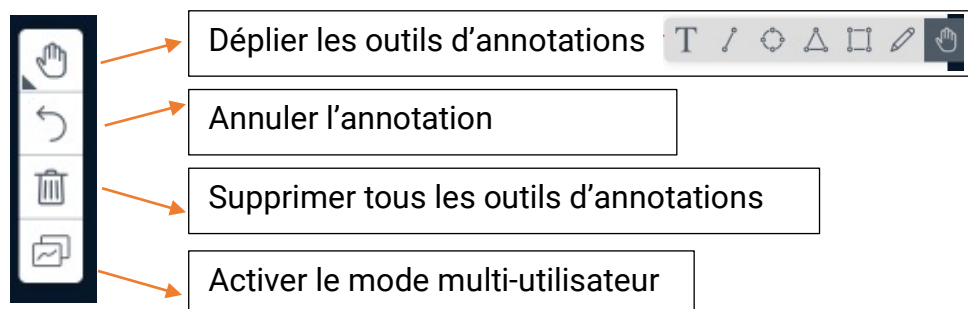 Déplier les outils d’annotations T
Annuler l’annotation
Supprimer tous les outils d’annotations
Activer le mode multi-utilisateur